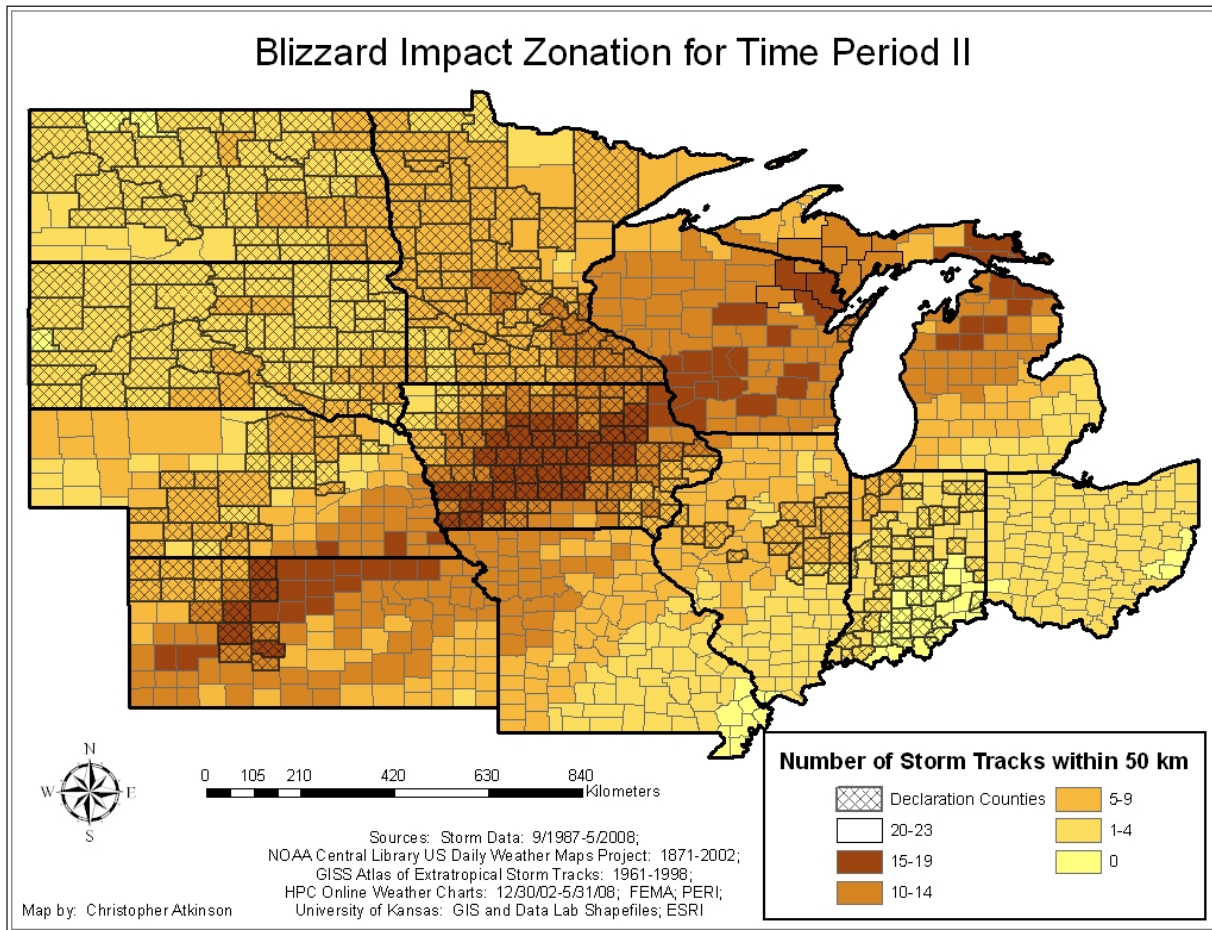 Blizzard Impact Zonation for Time Period II
N
W
E
S
0 105 210 420 630 840
Kilometers
Sources: Storm Data: 9/1987-5/2008;
NOAA Central Library US Daily Weather Maps Project: 1871-2002;
GISS Atlas of Extratropical Storm Tracks: 1961-1998;
HPC Online Weather Charts: 12/30/02-5/31/08; FEMA; PERI;
University of Kansas: GIS and Data Lab Shapefiles; ESRI
Map by: Christopher Atkinson
Number of Storm Tracks within 50 km
Declaration Counties
20-23
15-19
10-14
5-9
1-4
0